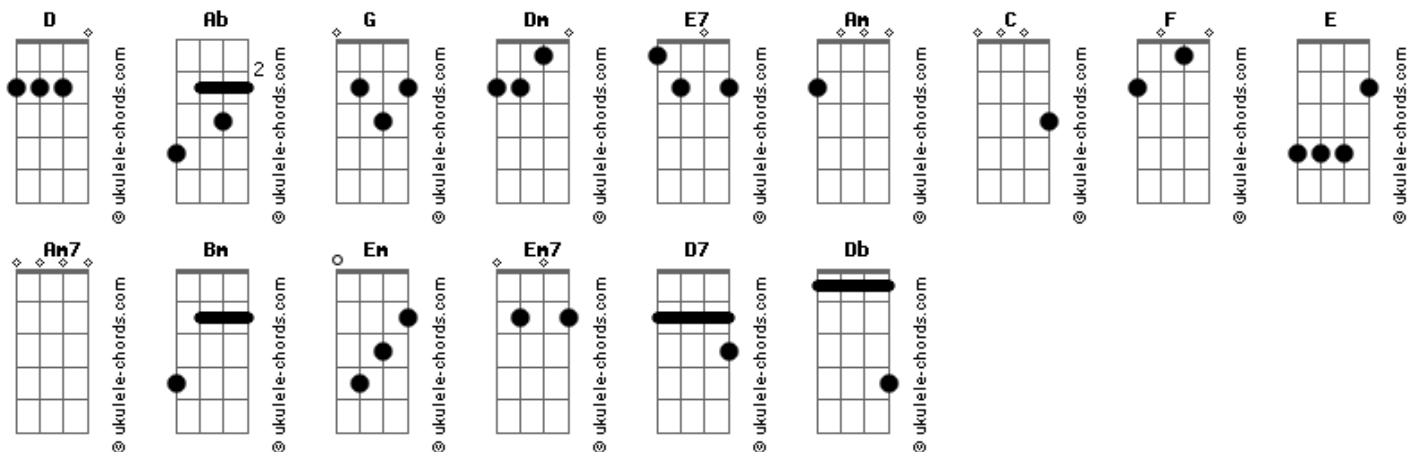 D Ab G Dm E7 Am C F E
2
© ukulele-chords.com © ukulele-chords.com © ukulele-chords.com © ukulele-chords.com © ukulele-chords.com © ukulele-chords.com © ukulele-chords.com © ukulele-chords.com © ukulele-chords.com
Am7 Bm Em Em7 D7 Db
© ukulele-chords.com © ukulele-chords.com © ukulele-chords.com © ukulele-chords.com © ukulele-chords.com © ukulele-chords.com